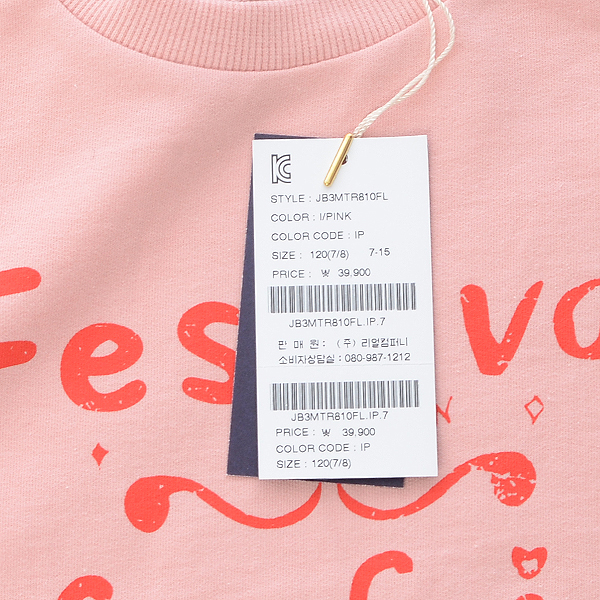 KC
STYLE : JB3MTR810FL
COLOR : I/PINK
COLOR CODE : IP
SIZE : 120(7/8) 7-15
PRICE : ₩ 39,900
JB3MTR810FL.IP.7
판 매 원 : (주) 리얼컴퍼니
소비자상담실 : 080-987-1212
JB3MTR810FL.IP.7
PRICE : ₩ 39,900
COLOR CODE : IP
SIZE : 120(7/8)